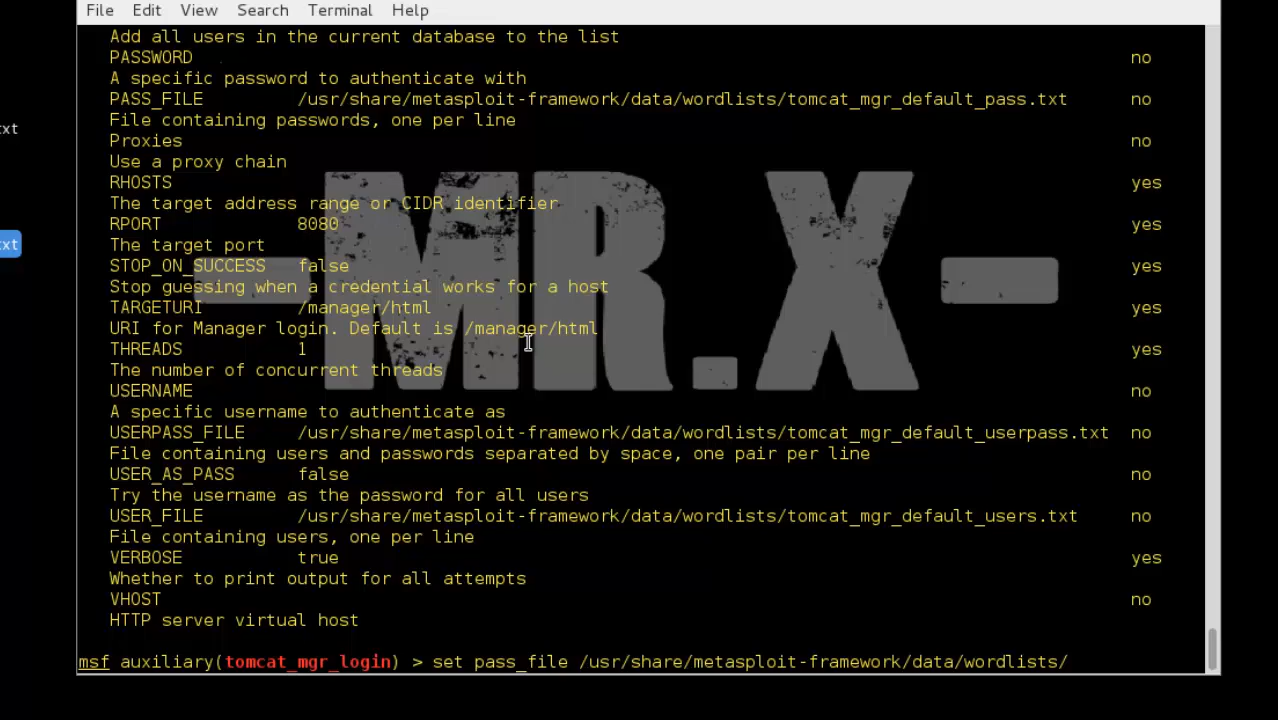 File Edit View Search Terminal Help
Add all users in the current database to the list
PASSWORD no
A specific password to authenticate with
PASS_FILE /usr/share/metasploit-framework/data/wordlists/tomcat_mgr_default_pass.txt no
txt
File containing passwords, one per line
Proxies no
Use a proxy chain
RHOSTS yes
The target address range or CIDR identifier
RPORT 8080 yes
The target port
txt
STOP_ON_SUCCESS false yes
Stop guessing when a credential works for a host
TARGETURI /manager/html yes
URI for Manager login. Default is /manager/html
THREADS 1 yes
The number of concurrent threads
USERNAME no
A specific username to authenticate as
USERPASS_FILE /usr/share/metasploit-framework/data/wordlists/tomcat_mgr_default_userpass.txt no
File containing users and passwords separated by space, one pair per line
USER_AS_PASS false no
Try the username as the password for all users
USER_FILE /usr/share/metasploit-framework/data/wordlists/tomcat_mgr_default_users.txt no
File containing users, one per line
VERBOSE true yes
Whether to print output for all attempts
VHOST no
HTTP server virtual host
msf auxiliary(tomcat_mgr_login) > set pass_file /usr/share/metasploit-framework/data/wordlists/
-MR.X-